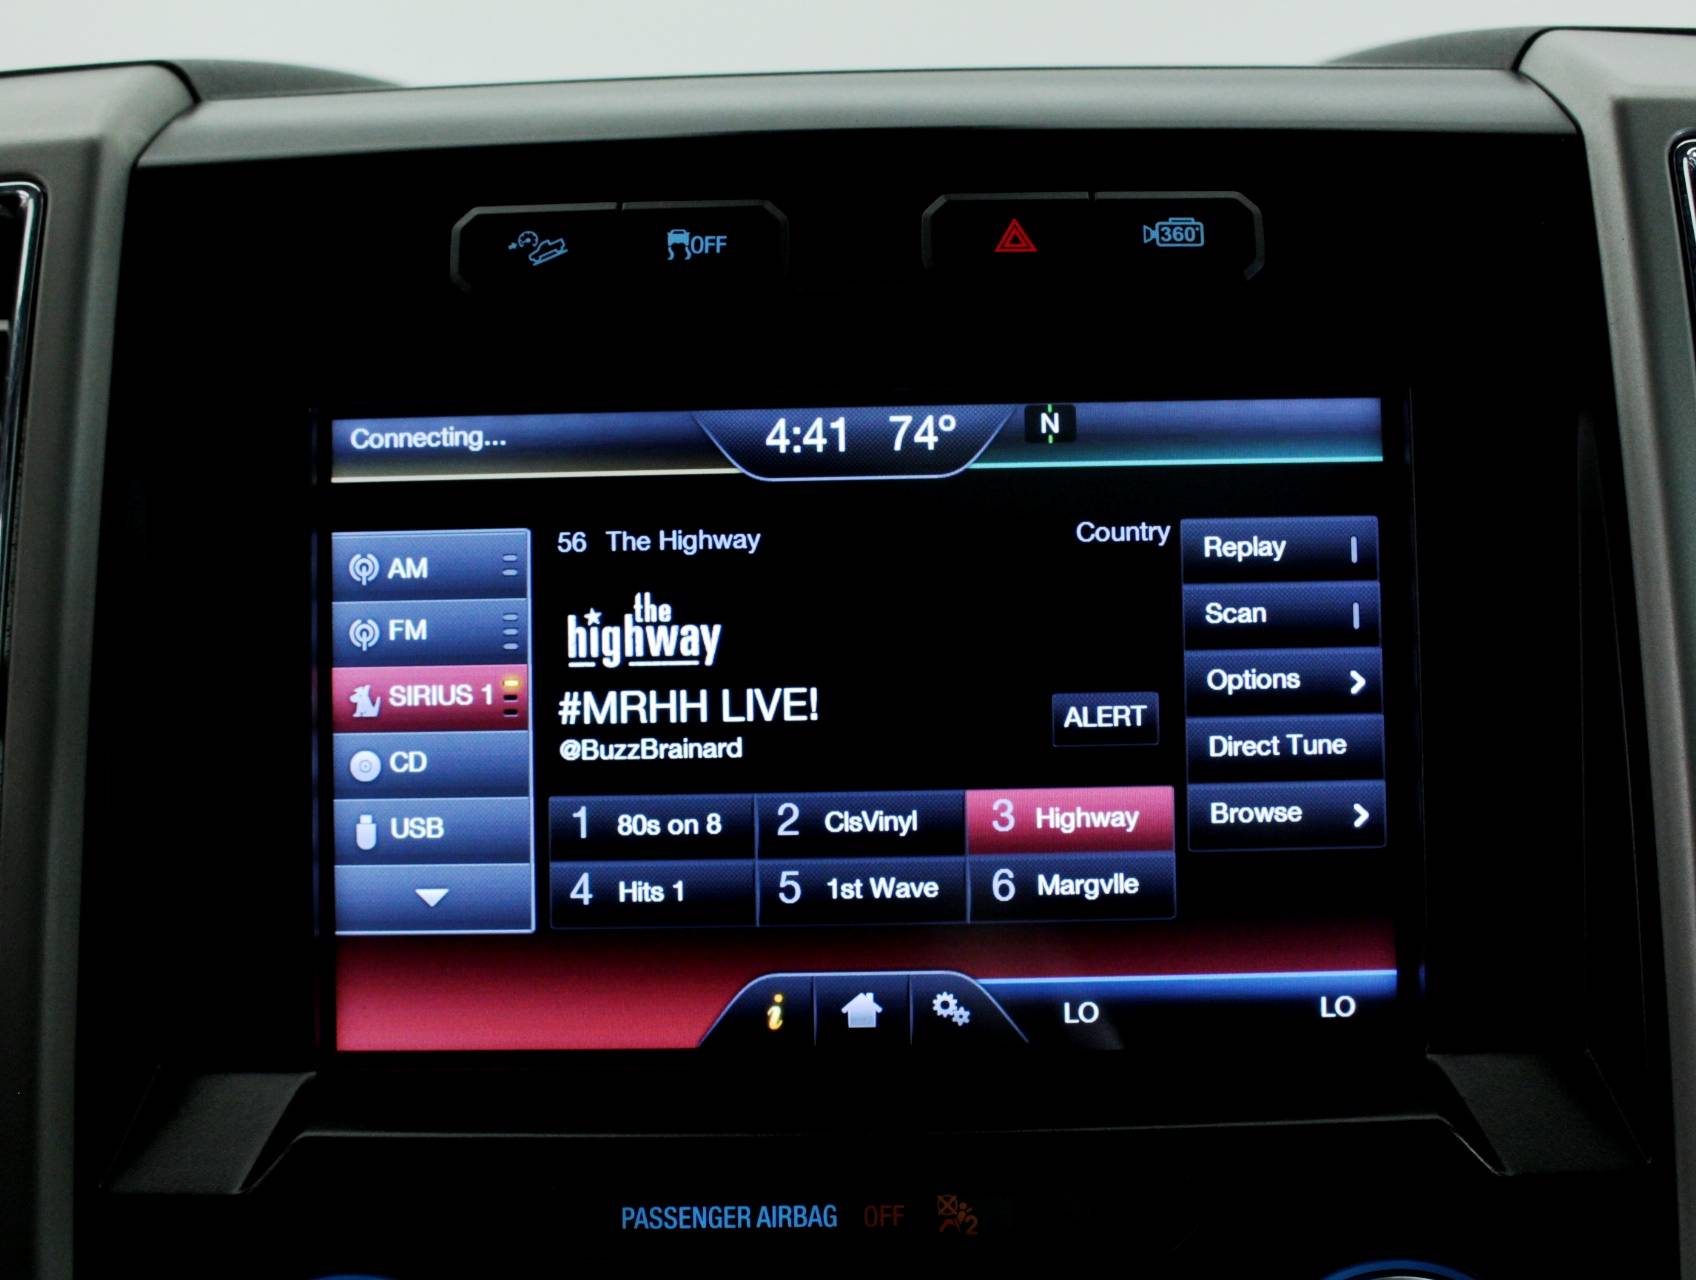 OFF
360°
Connecting...
4:41 74°
N
AM
FM
SIRIUS 1
CD
USB
56 The Highway
Country
the
highway
#MRHH LIVE!
@BuzzBrainard
ALERT
1 80s on 8
2 ClsVinyl
3 Highway
4 Hits 1
5 1st Wave
6 Margvlle
Replay
Scan
Options
Direct Tune
Browse
i
LO
LO
PASSENGER AIRBAG OFF
2